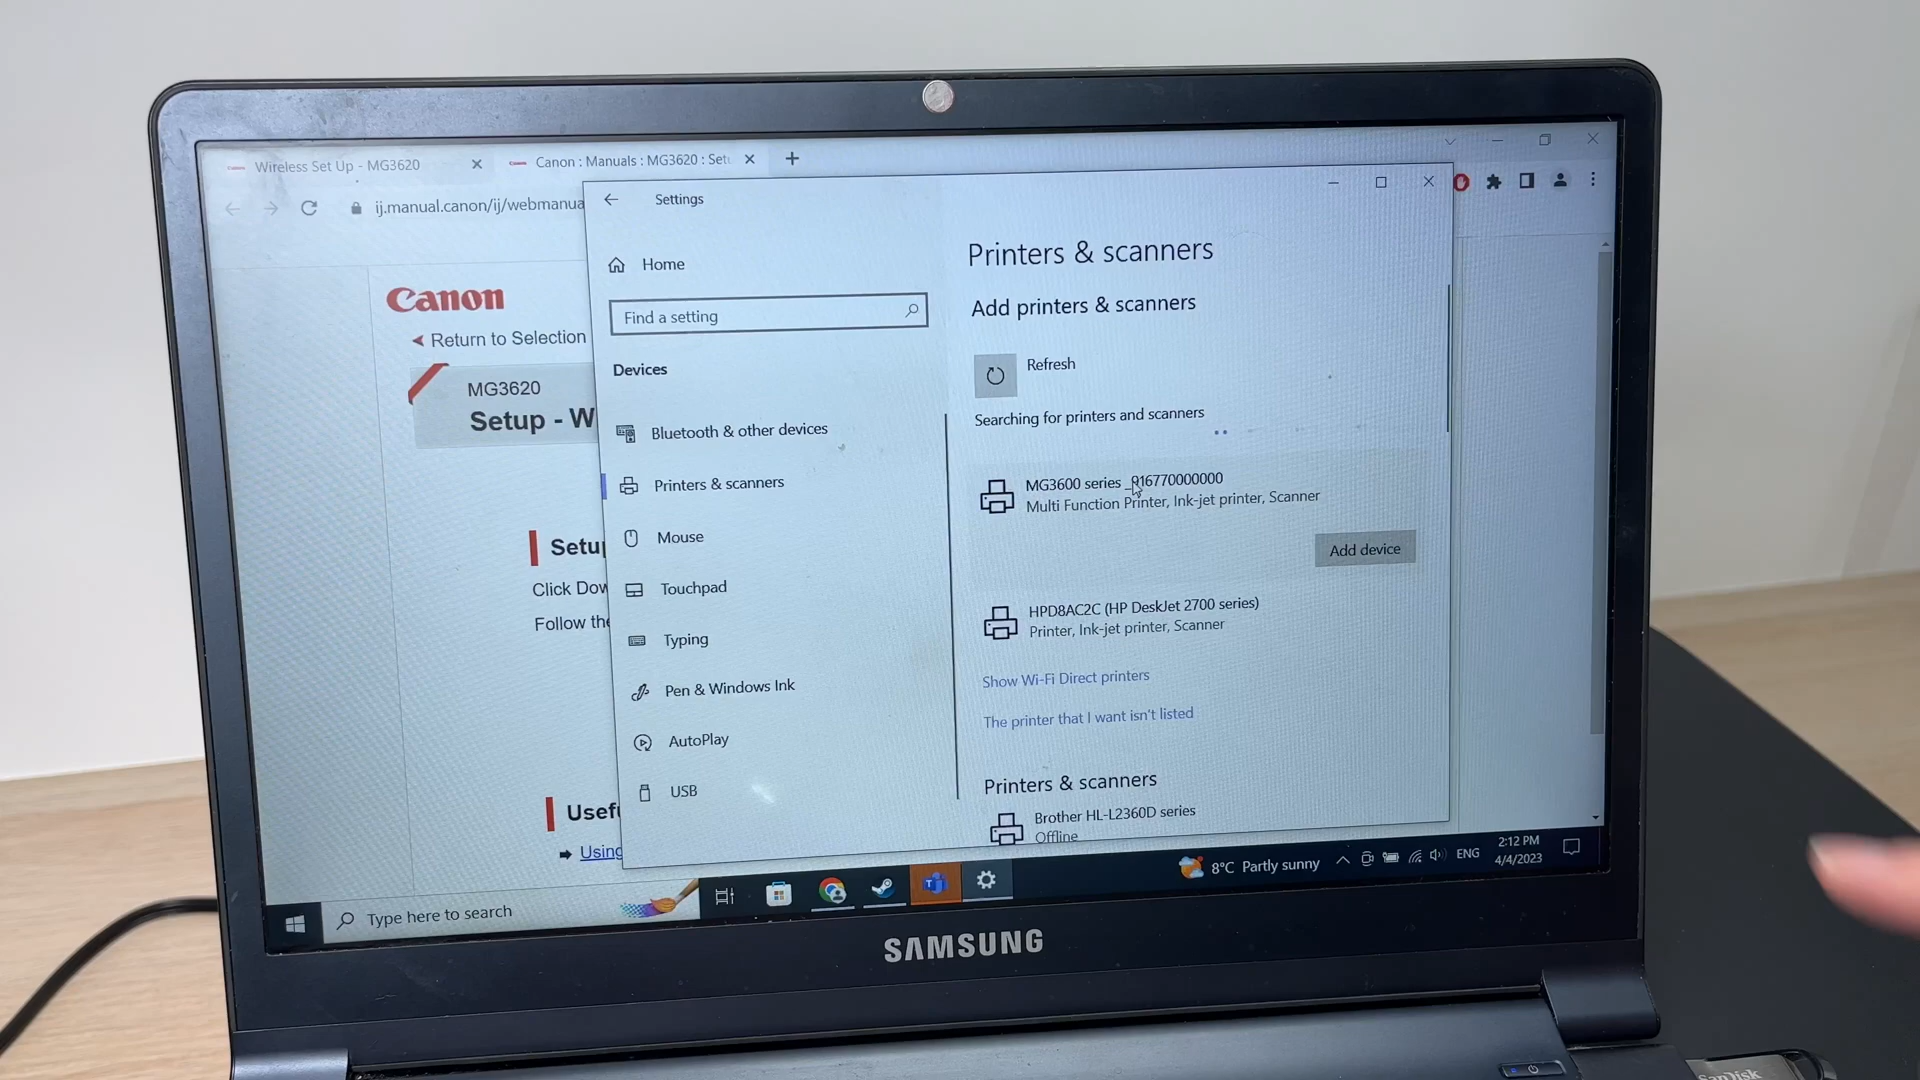 Wireless Set Up - MG3620
Canon : Manuals : MG3620 : Setu
ij.manual.canon/ij/webmanua
Canon
Return to Selection
MG3620
Setup - W
Setup
Click Dow
Follow the
Usefu
Using
Settings
Home
Find a setting
Devices
Bluetooth & other devices
Printers & scanners
Mouse
Touchpad
Typing
Pen & Windows Ink
AutoPlay
USB
Printers & scanners
Add printers & scanners
Refresh
Searching for printers and scanners
MG3600 series _916770000000
Multi Function Printer, Ink-jet printer, Scanner
Add device
HPD8AC2C (HP DeskJet 2700 series)
Printer, Ink-jet printer, Scanner
Show Wi-Fi Direct printers
The printer that I want isn't listed
Printers & scanners
Brother HL-L2360D series
Offline
Type here to search
8°C Partly sunny
ENG
2:12 PM
4/4/2023
SAMSUNG
SanDisk